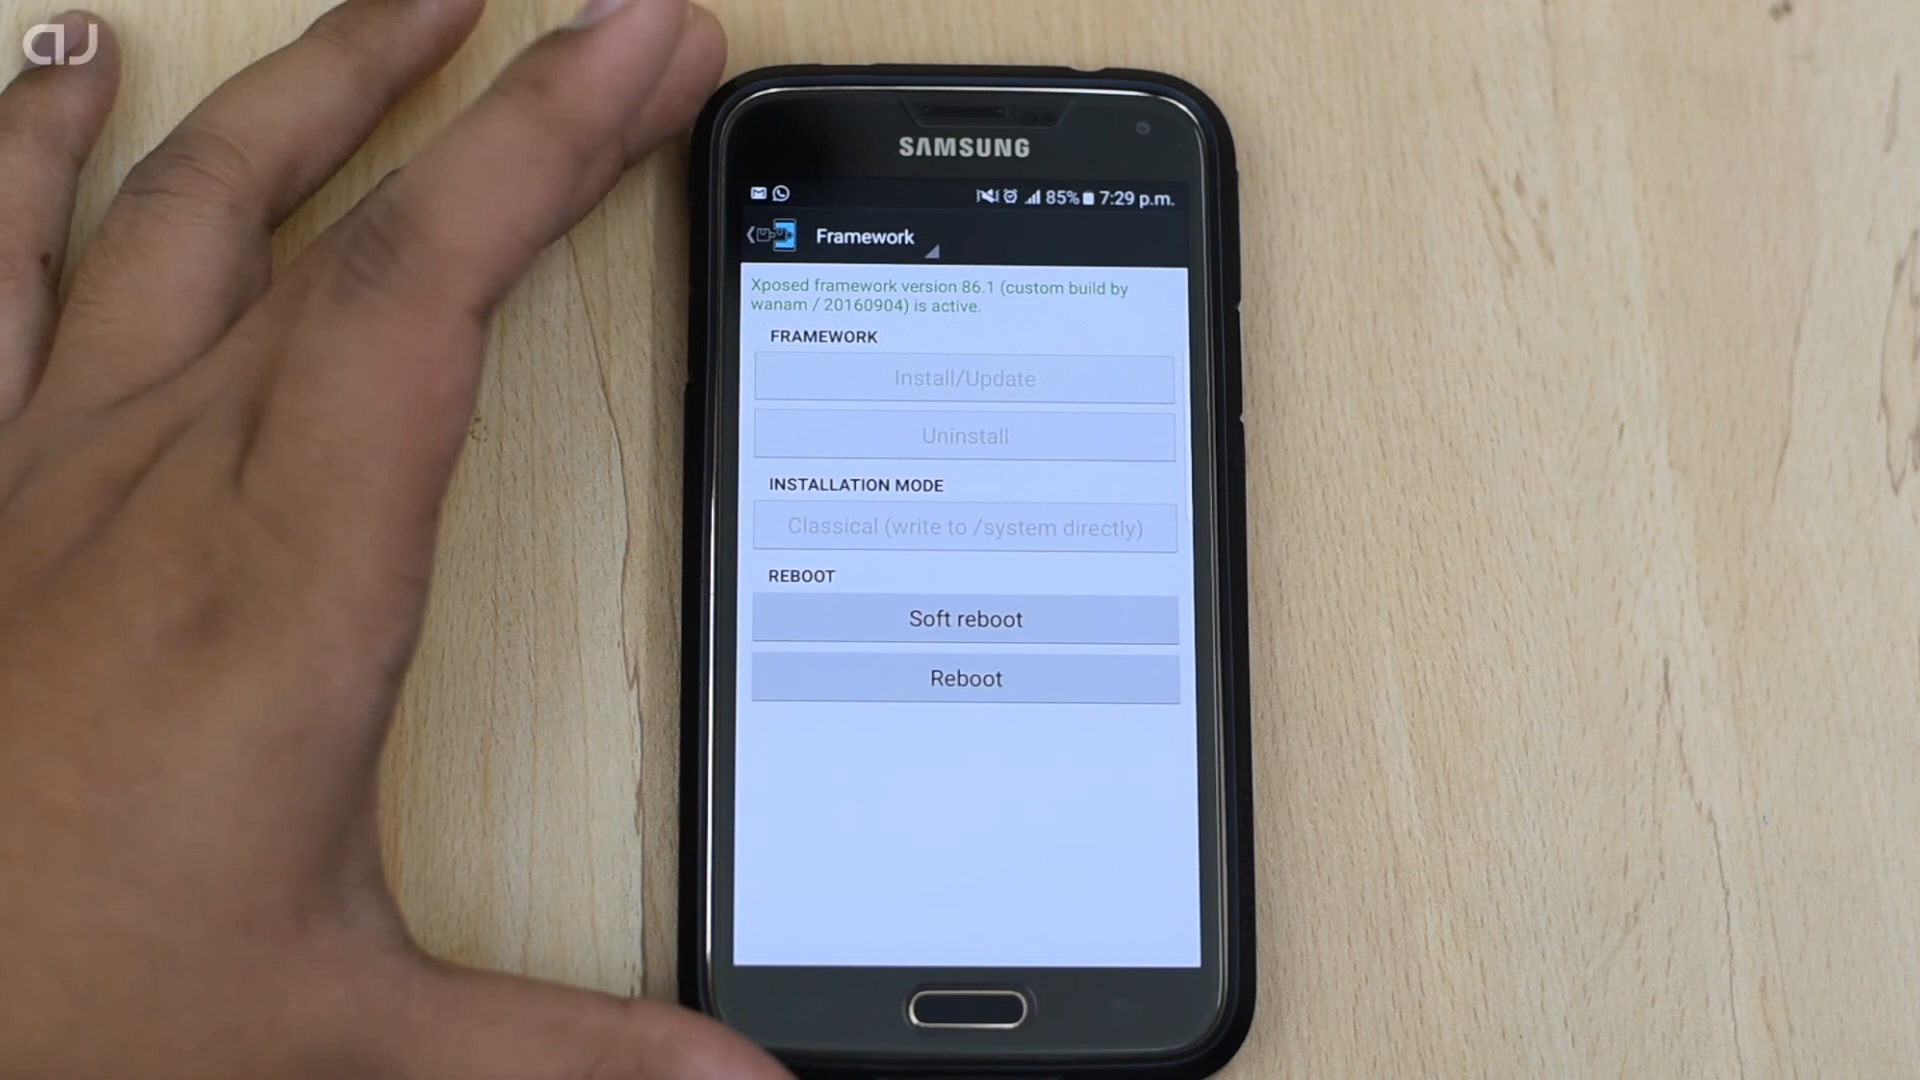 SAMSUNG
85% 7:29 p.m.
Framework
Xposed framework version 86.1 (custom build by
wanam / 20160904) is active.
FRAMEWORK
Install/Update
Uninstall
INSTALLATION MODE
Classical (write to /system directly)
REBOOT
Soft reboot
Reboot